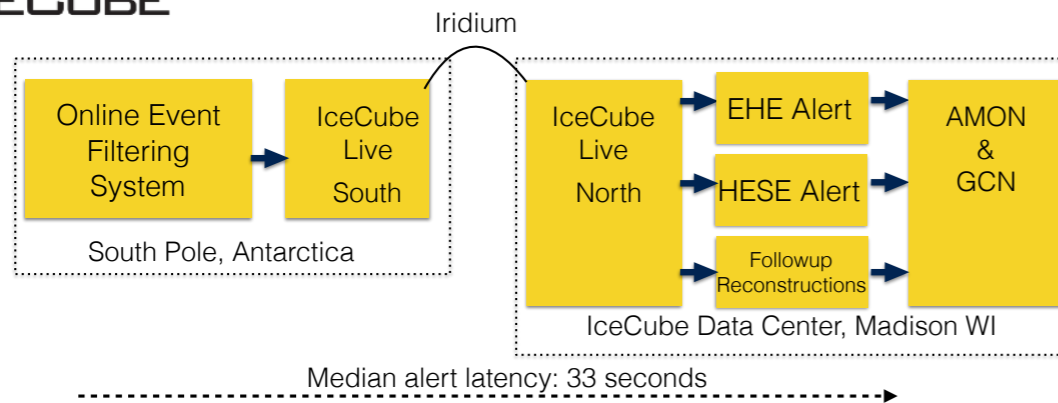 Iridium
Online Event
Filtering
System
IceCube
Live
South
South Pole, Antarctica
IceCube
Live
North
EHE Alert
HESE Alert
Followup
Reconstructions
AMON
&
GCN
IceCube Data Center, Madison WI
Median alert latency: 33 seconds